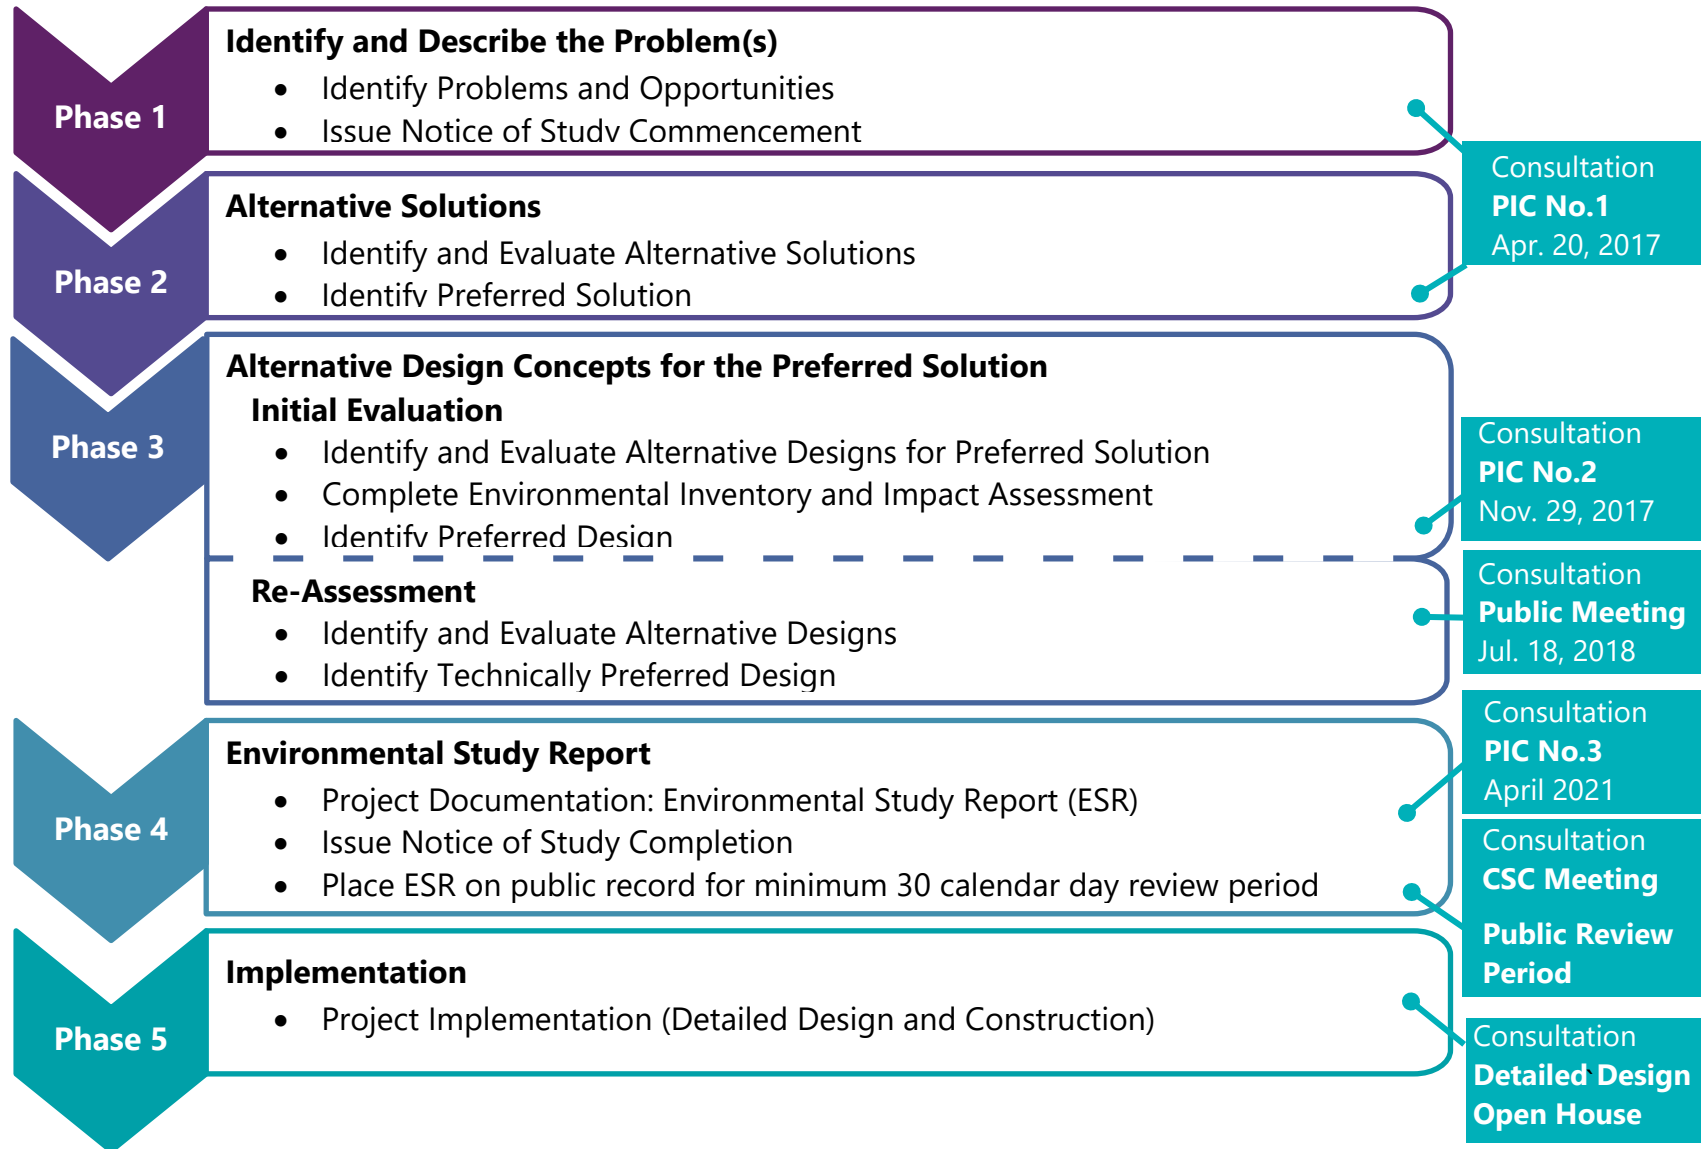 Phase 1
Identify and Describe the Problem(s)
• Identify Problems and Opportunities
• Issue Notice of Study Commencement
Consultation
PIC No.1
Apr. 20, 2017
Phase 2
Alternative Solutions
• Identify and Evaluate Alternative Solutions
• Identify Preferred Solution
Phase 3
Alternative Design Concepts for the Preferred Solution
Initial Evaluation
• Identify and Evaluate Alternative Designs for Preferred Solution
• Complete Environmental Inventory and Impact Assessment
• Identify Preferred Design
Consultation
PIC No.2
Nov. 29, 2017
Re-Assessment
• Identify and Evaluate Alternative Designs
• Identify Technically Preferred Design
Consultation
Public Meeting
Jul. 18, 2018
Phase 4
Environmental Study Report
• Project Documentation: Environmental Study Report (ESR)
• Issue Notice of Study Completion
• Place ESR on public record for minimum 30 calendar day review period
Consultation
PIC No.3
April 2021
Consultation
CSC Meeting
Public Review
Period
Phase 5
Implementation
• Project Implementation (Detailed Design and Construction)
Consultation
Detailed` Design
Open House